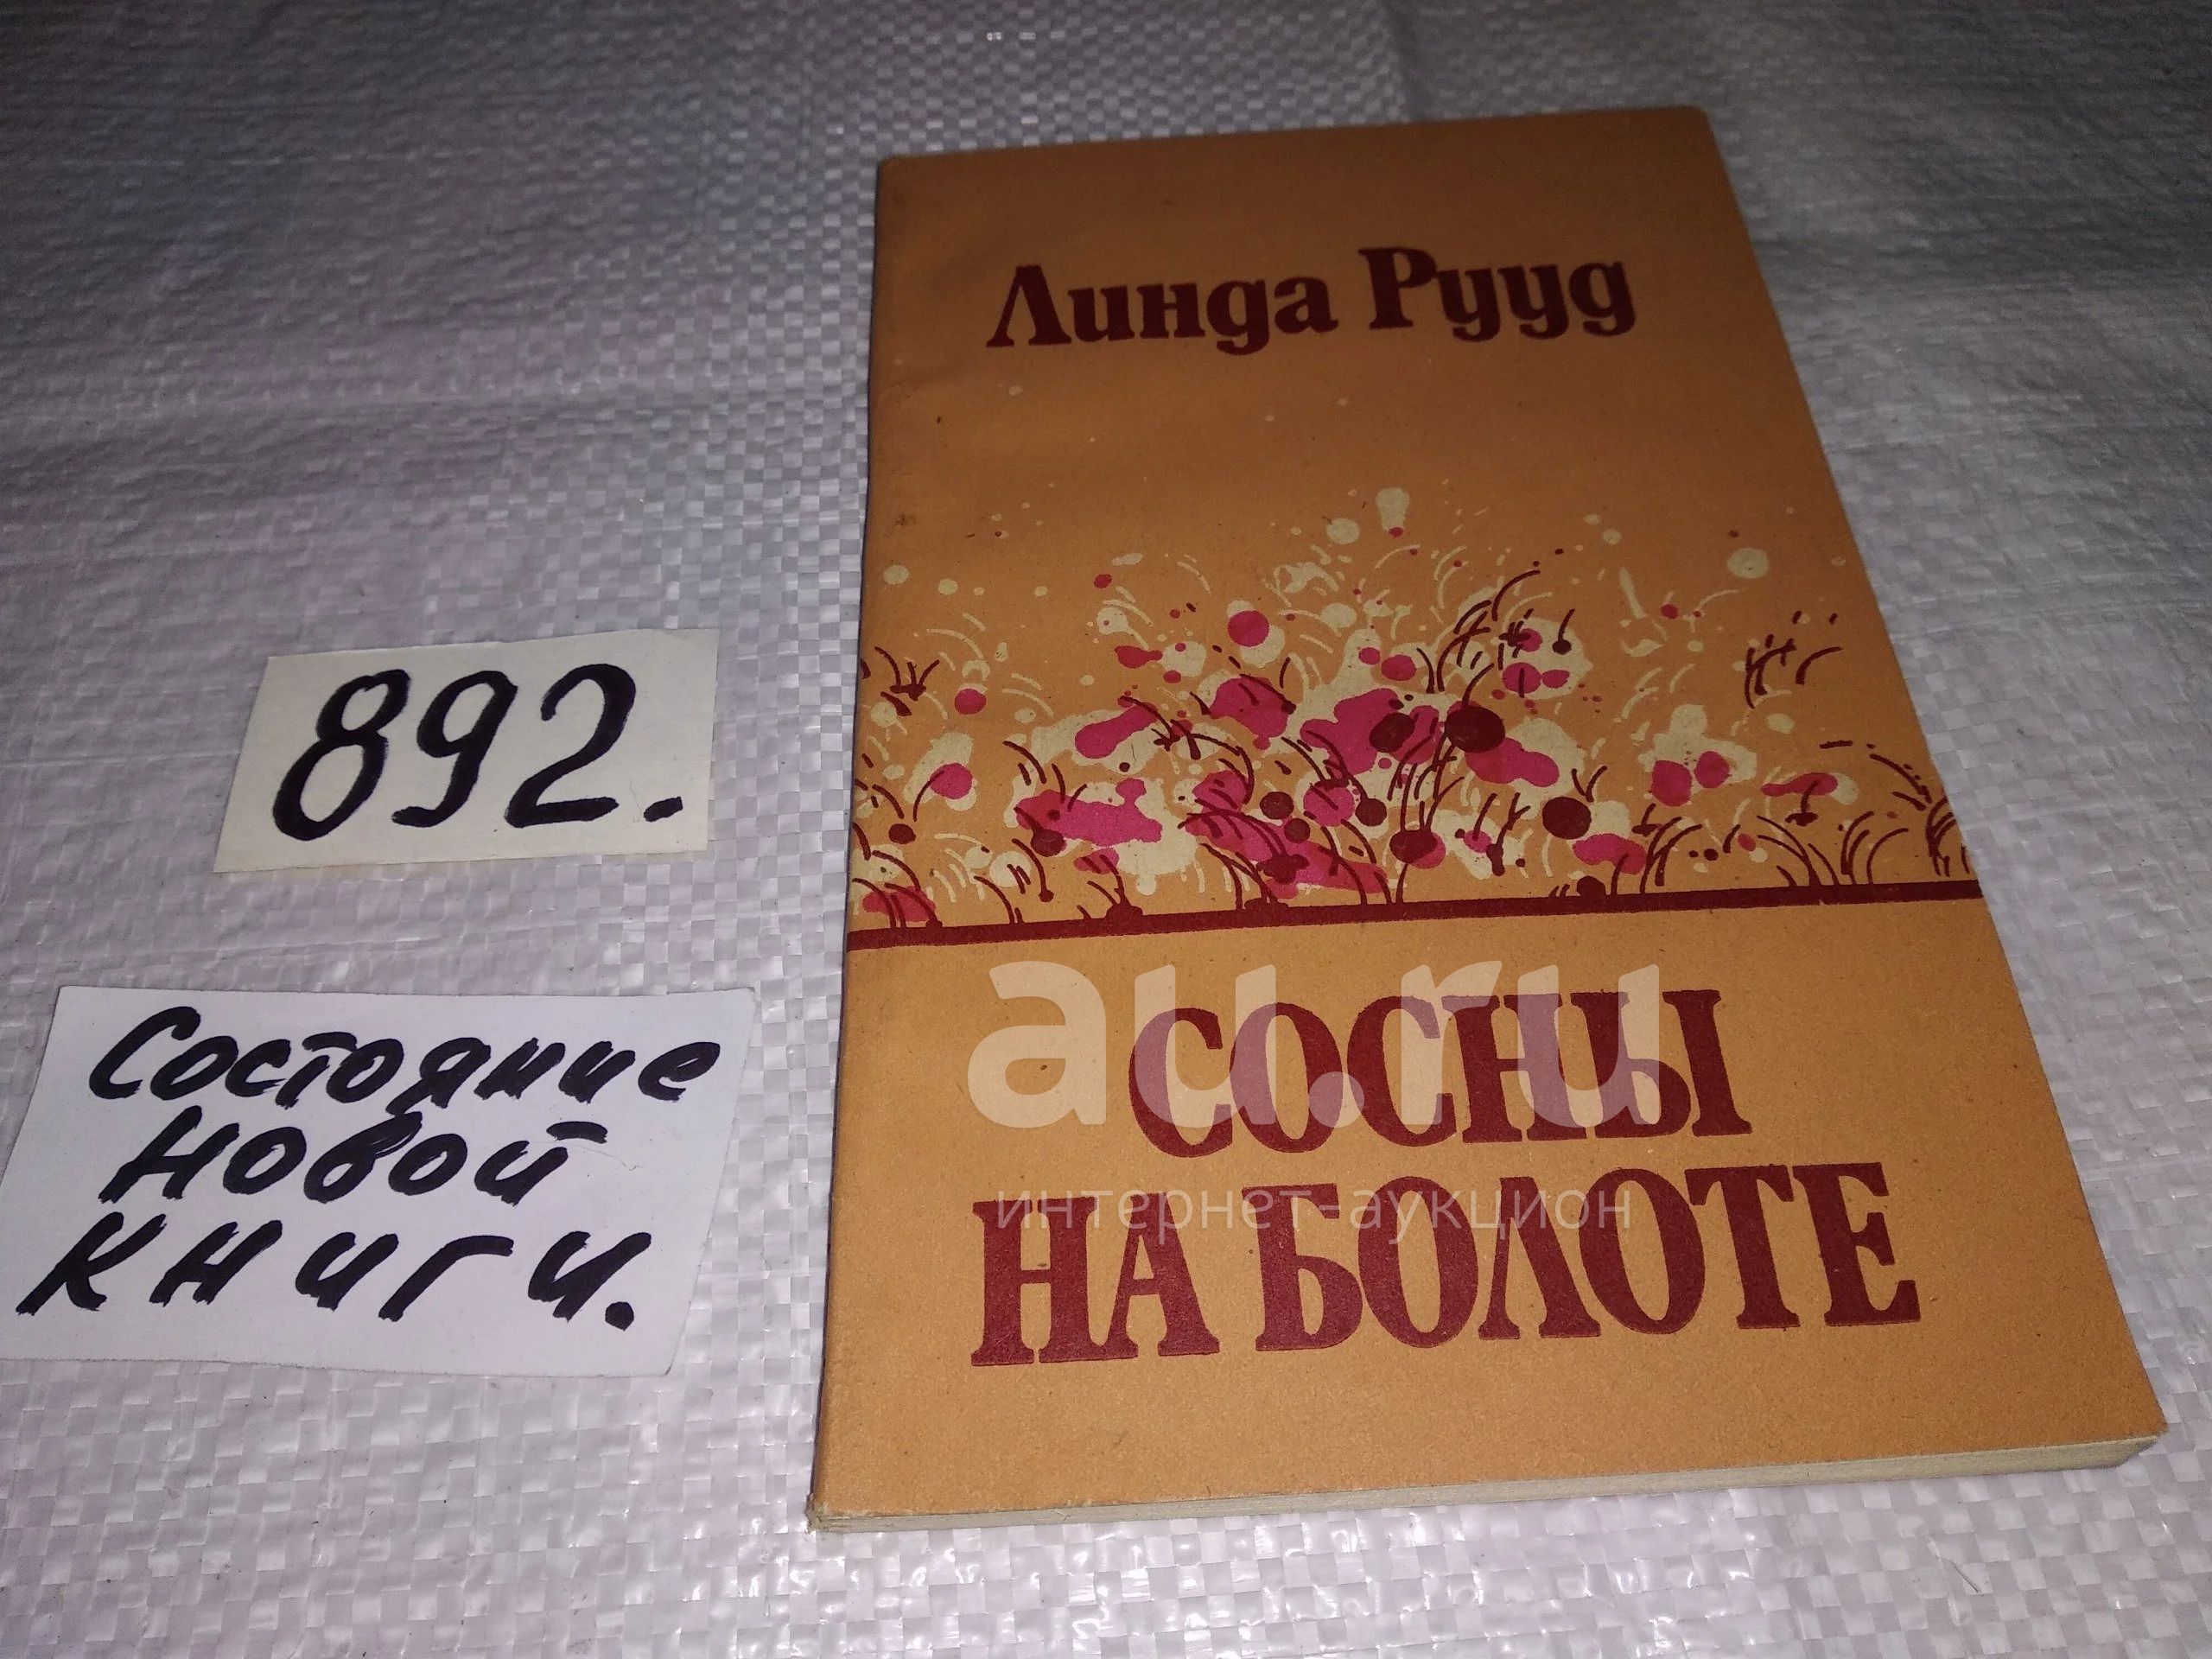 Линда Рууд
892.
au.ru
СОСНЫ
интернет-аукцион
НА БОЛОТЕ
Состояние
новой
книги.